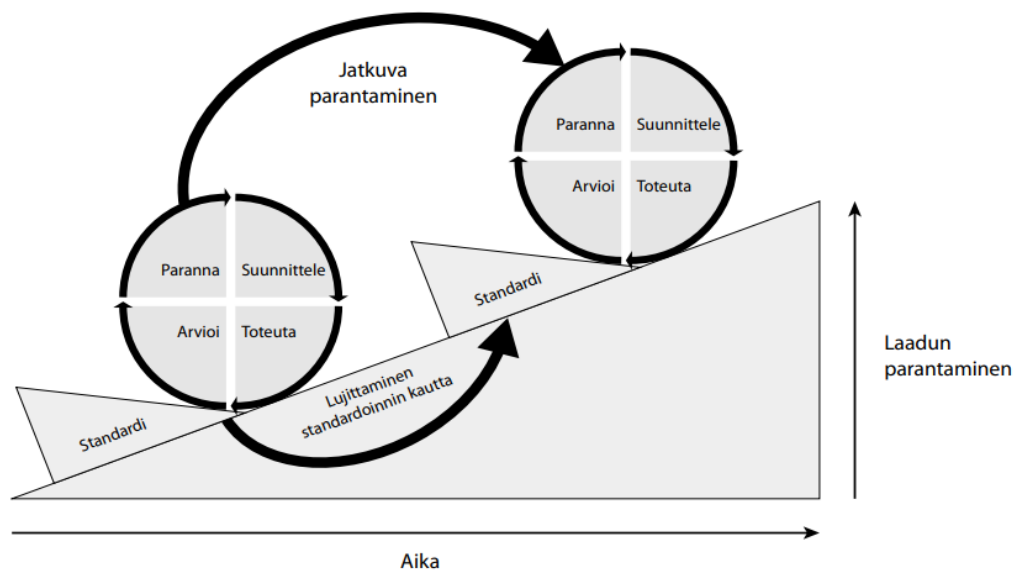 Jatkuva
parantaminen
Paranna
Suunnittele
Arvioi
Toteuta
Paranna
Suunnittele
Arvioi
Toteuta
Standardi
Standardi
Lujittaminen
standardoinnin kautta
Laadun
parantaminen
Aika